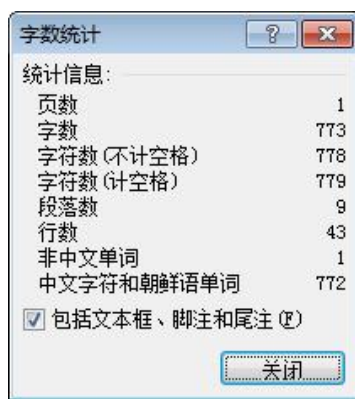 字数统计
统计信息:
页数 1
字数 773
字符数(不计空格) 778
字符数(计空格) 779
段落数 9
行数 43
非中文单词 1
中文字符和朝鲜语单词 772
包括文本框、脚注和尾注(F)
关闭